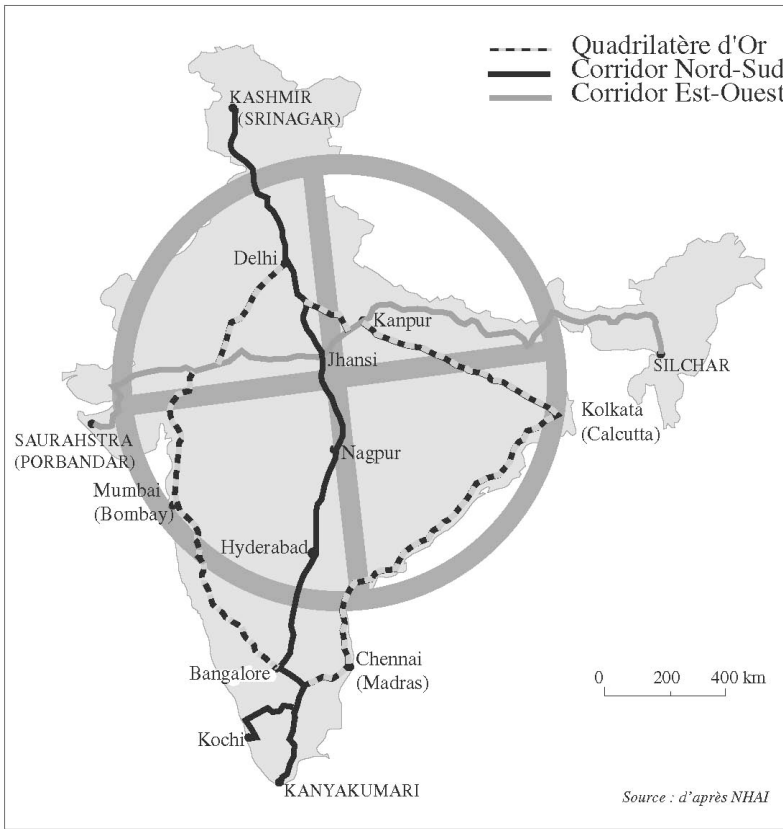 Quadrilatère d'Or
Corridor Nord-Sud
Corridor Est-Ouest
KASHMIR
(SRINAGAR)
Delhi
Kanpur
Jhansi
SILCHAR
Kolkata
(Calcutta)
SAURAHSTRA
(PORBANDAR)
Nagpur
Mumbai
(Bombay)
Hyderabad
Bangalore
Chennai
(Madras)
0 200 400 km
Kochi
KANYAKUMARI
Source : d'après NHAI